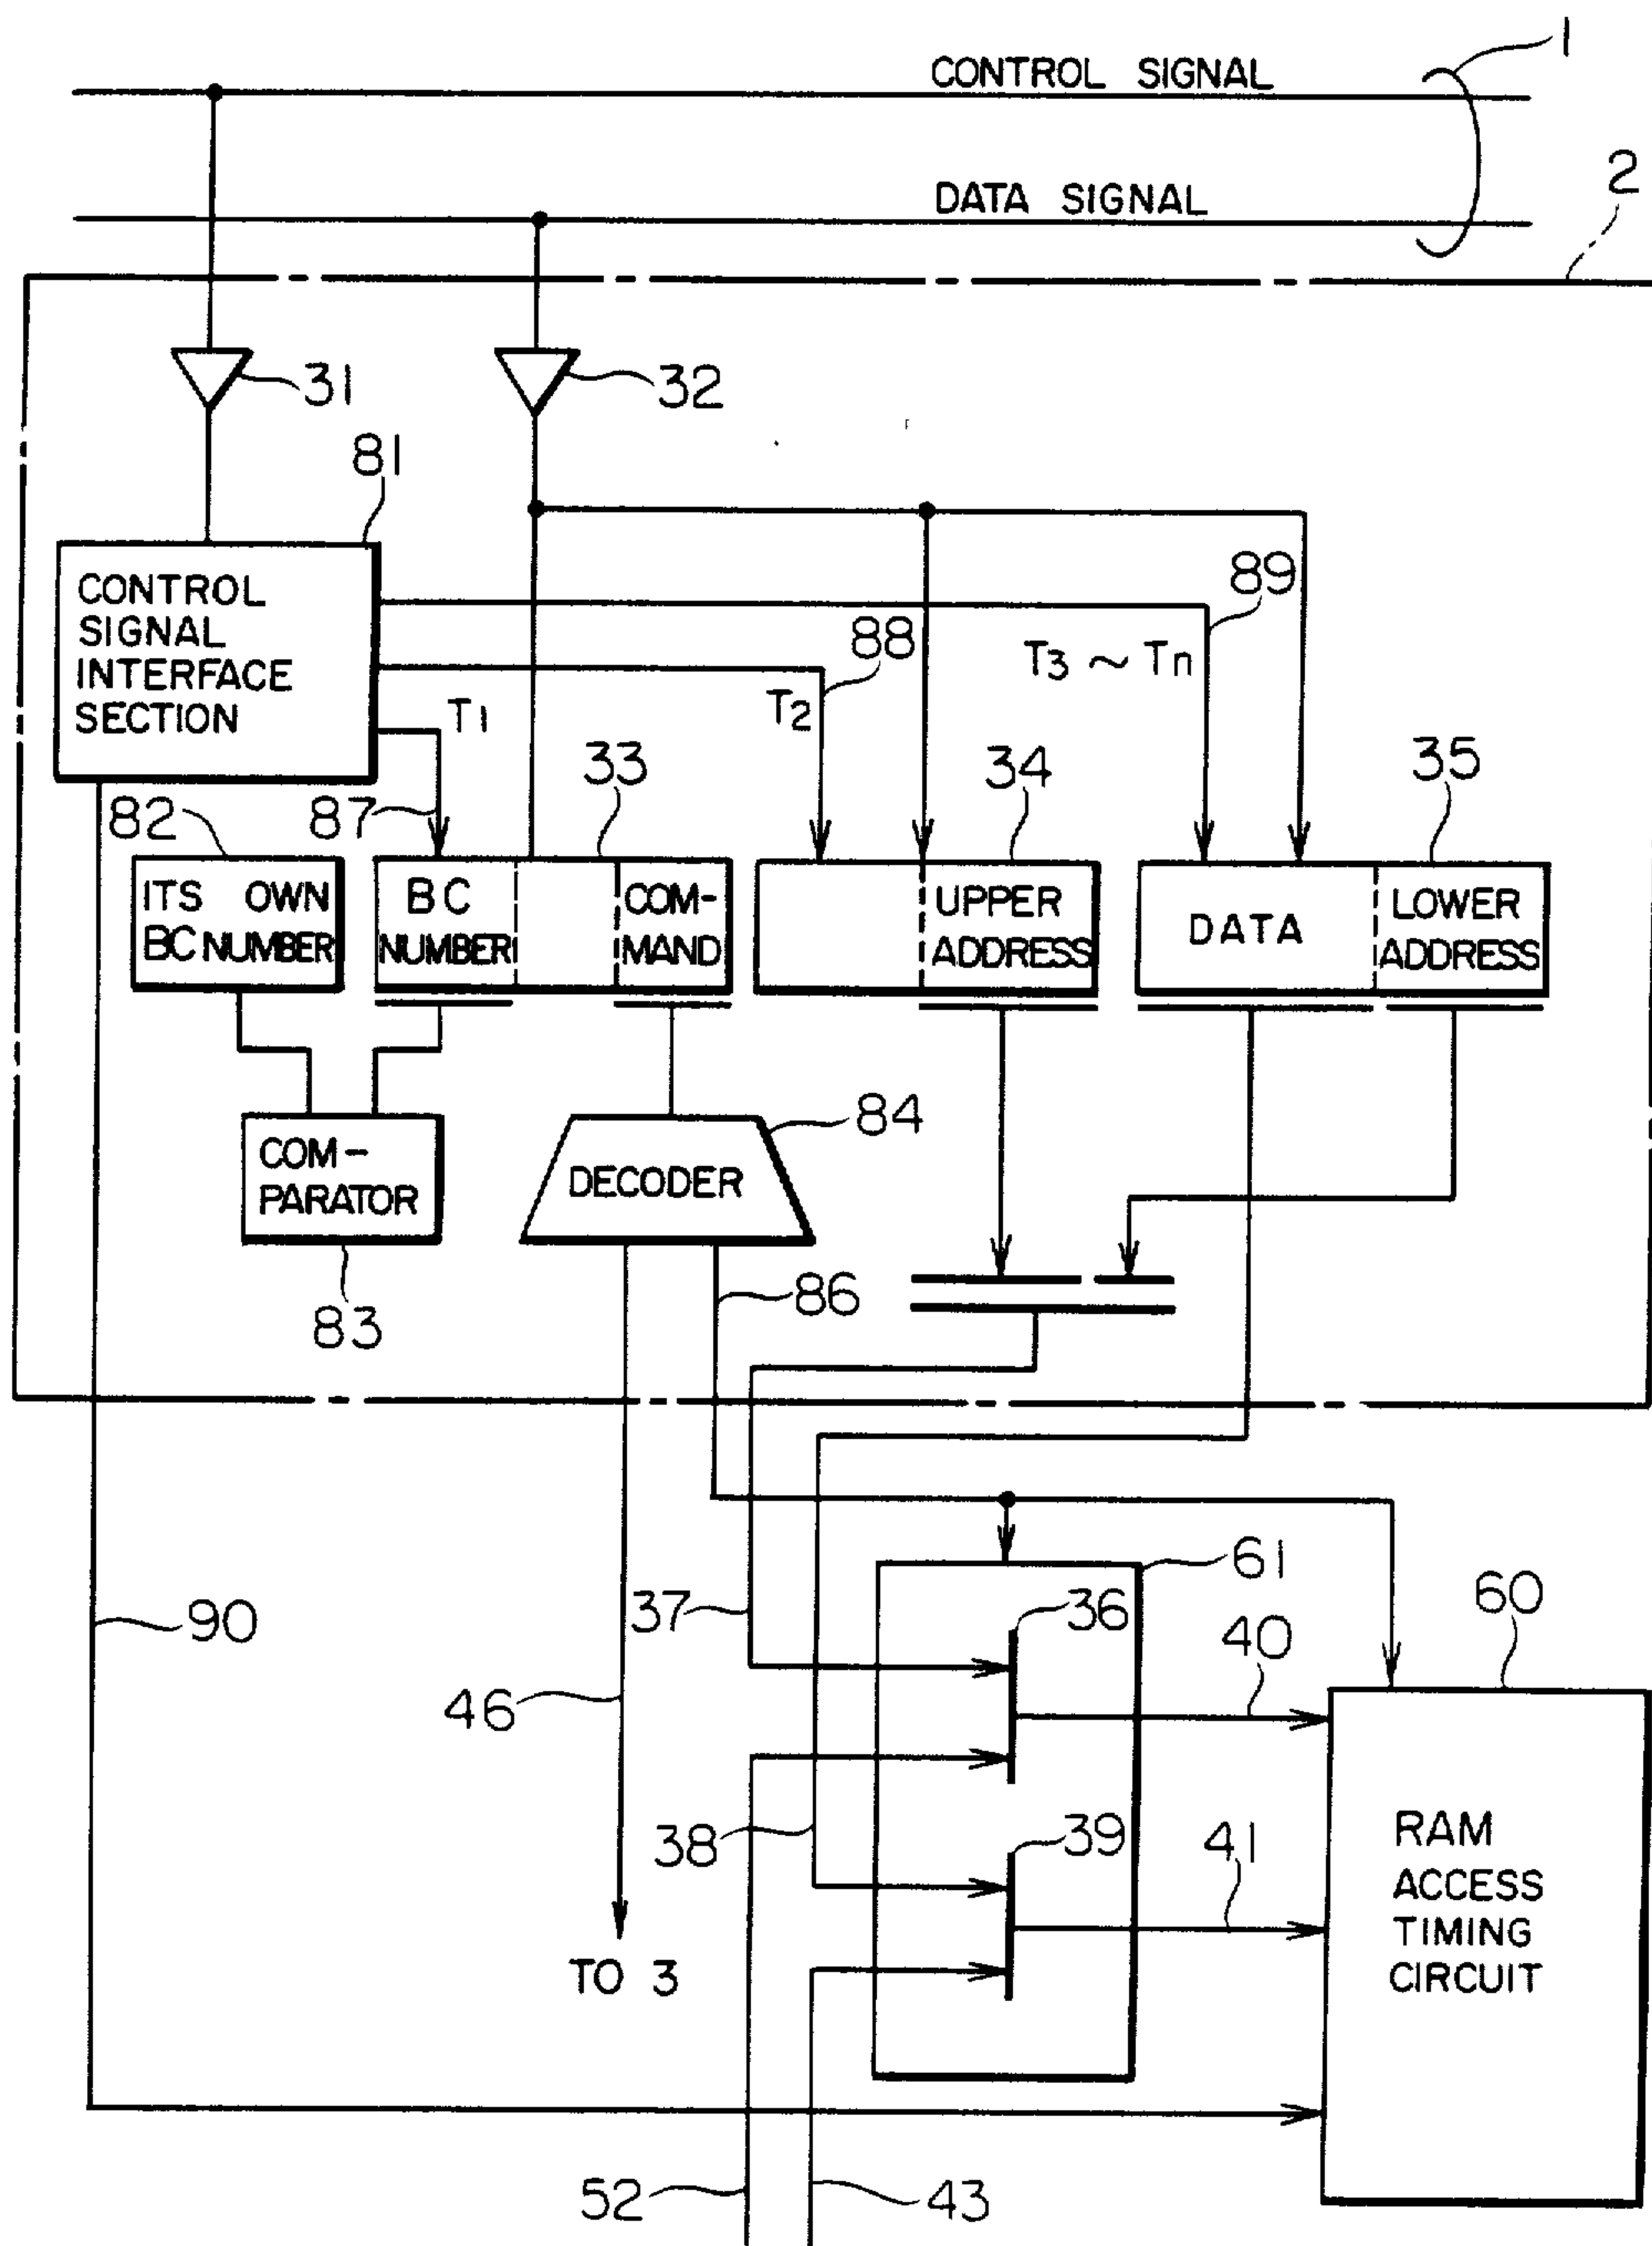 1
CONTROL SIGNAL
2
DATA SIGNAL
31
32
81
CONTROL
SIGNAL
INTERFACE
SECTION
89
88
T3 ~ Tn
T1
T2
33
34
35
82
87
ITS OWN
BC NUMBER
BC
NUMBER
COM-
MAND
UPPER
ADDRESS
DATA
LOWER
ADDRESS
84
COM-
PARATOR
DECODER
83
86
61
37
36
60
90
40
46
38
39
41
RAM
ACCESS
TIMING
CIRCUIT
TO 3
52
43